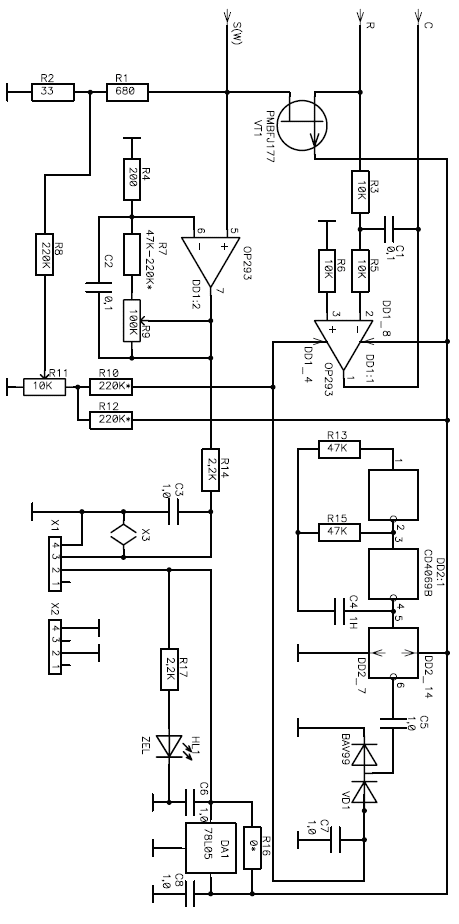 S(W)
R
C
R2
33
R1
680
PMBFJ177
VT1
R3
10K
C1
0,1
R4
200
R7
47K-220K*
C2
0,1
R9
100K
5
+
6
−
7
OP293
DD1:2
R8
220K
R6
10K
R5
10K
DD1_8
2
−
3
+
1
DD1:1
OP293
DD1_4
R11
10K
R10
220K*
R12
220K*
R13
47K
R15
47K
1
2
3
4
5
6
DD2:1
CD4069B
C4
1H
DD2_14
DD2_7
R14
2,2K
C3
1,0
X3
X1
4
3
2
1
X2
4
3
2
1
R17
2,2K
HL1
ZEL
C5
1,0
BAV99
VD1
C7
1,0
C6
1,0
R16
0*
DA1
78L05
C8
1,0